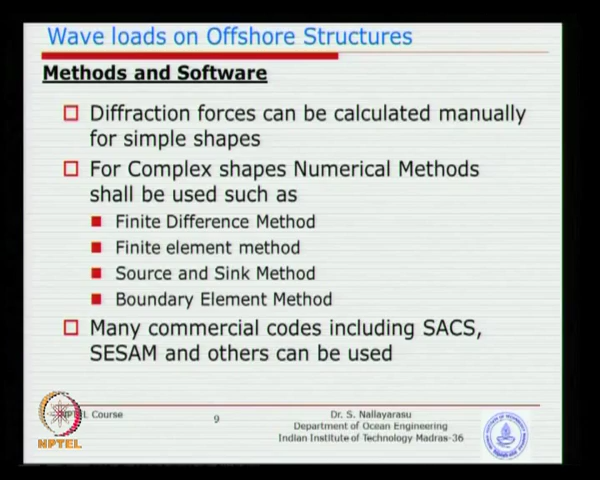 Wave loads on Offshore Structures
Methods and Software
Diffraction forces can be calculated manually
for simple shapes
For Complex shapes Numerical Methods
shall be used such as
Finite Difference Method
Finite element method
Source and Sink Method
Boundary Element Method
Many commercial codes including SACS,
SESAM and others can be used
NPTEL Course
9
Dr. S. Nallayarasu
Department of Ocean Engineering
Indian Institute of Technology Madras-36
NPTEL